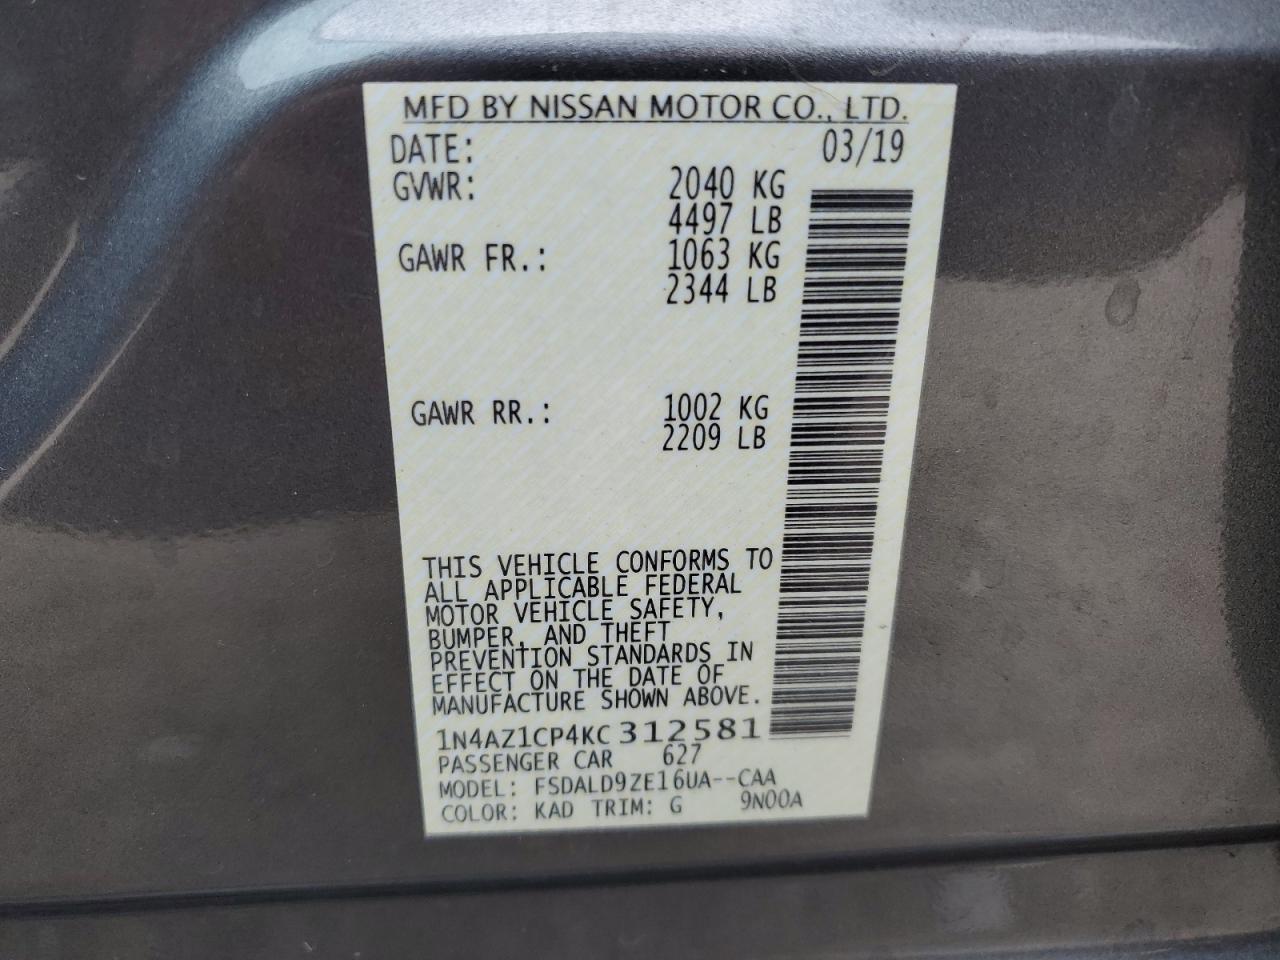 MFD BY NISSAN MOTOR CO., LTD.
DATE: 03/19
GVWR: 2040 KG
4497 LB
GAWR FR.: 1063 KG
2344 LB
GAWR RR.: 1002 KG
2209 LB
THIS VEHICLE CONFORMS TO
ALL APPLICABLE FEDERAL
MOTOR VEHICLE SAFETY,
BUMPER, AND THEFT
PREVENTION STANDARDS IN
EFFECT ON THE DATE OF
MANUFACTURE SHOWN ABOVE.
1N4AZ1CP4KC312581
PASSENGER CAR 627
MODEL: FSDALD9ZE16UA--CAA
COLOR: KAD TRIM: G 9N00A